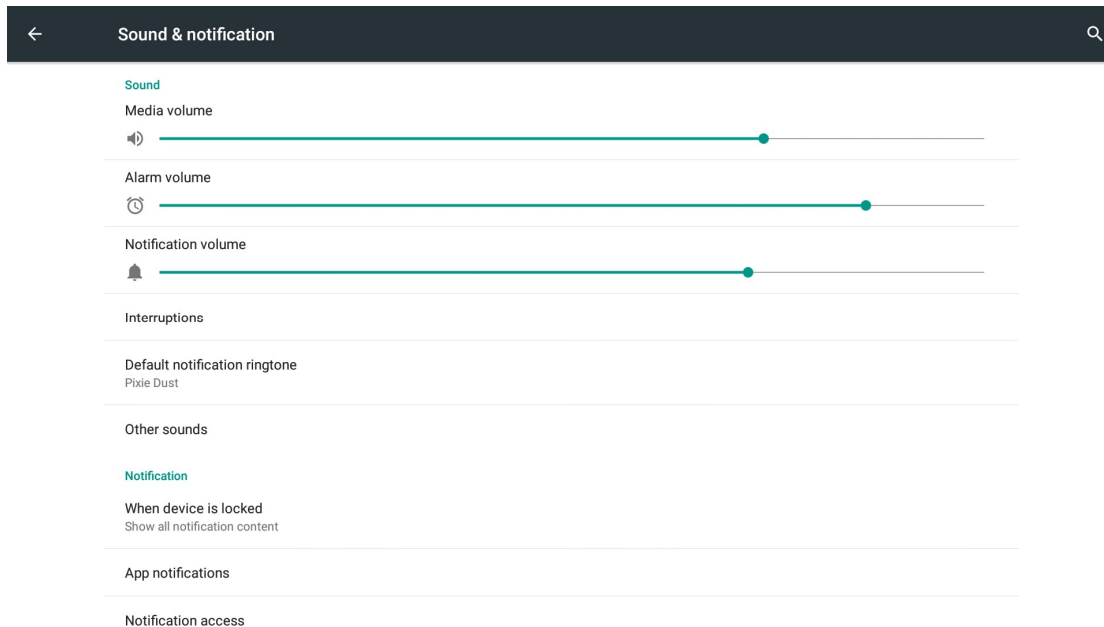 Sound & notification
Sound
Media volume
Alarm volume
Notification volume
Interruptions
Default notification ringtone
Pixie Dust
Other sounds
Notification
When device is locked
Show all notification content
App notifications
Notification access